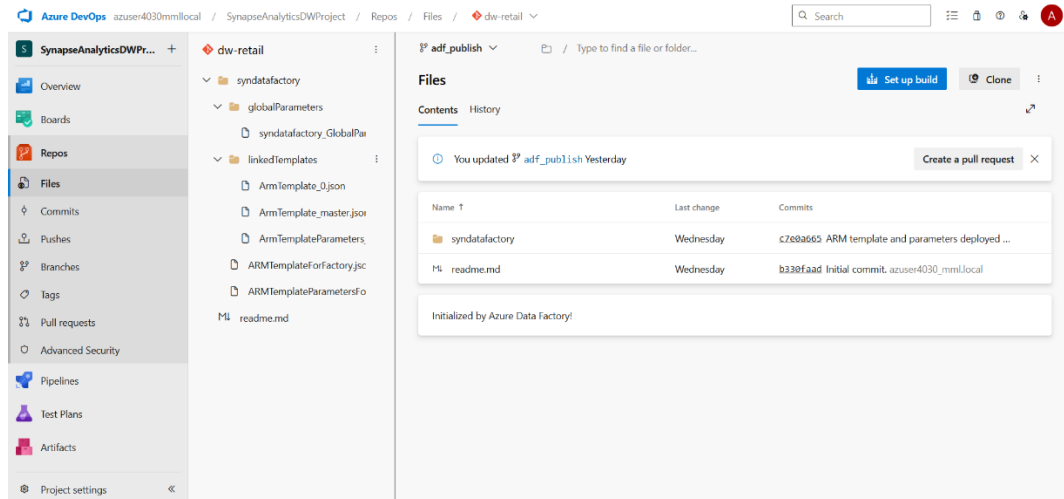 Azure DevOps azuser4030mmllocal / SynapseAnalyticsDWProject / Repos / Files / dw-retail
Search
A
S SynapseAnalyticsDWPr... +
Overview
Boards
Repos
Files
Commits
Pushes
Branches
Tags
Pull requests
Advanced Security
Pipelines
Test Plans
Artifacts
Project settings
dw-retail
syndatafactory
globalParameters
syndatafactory_GlobalPar
linkedTemplates
ArmTemplate_0.json
ArmTemplate_master.json
ArmTemplateParameters_
ARMTemplateForFactory.jsc
ARMTemplateParametersFo
readme.md
adf_publish / Type to find a file or folder...
Files
Set up build
Clone
Contents History
You updated adf_publish Yesterday
Create a pull request
Name ↑ Last change Commits
syndatafactory Wednesday c7e0a665 ARM template and parameters deployed ...
readme.md Wednesday b330faad Initial commit. azuser4030_mml.local
Initialized by Azure Data Factory!